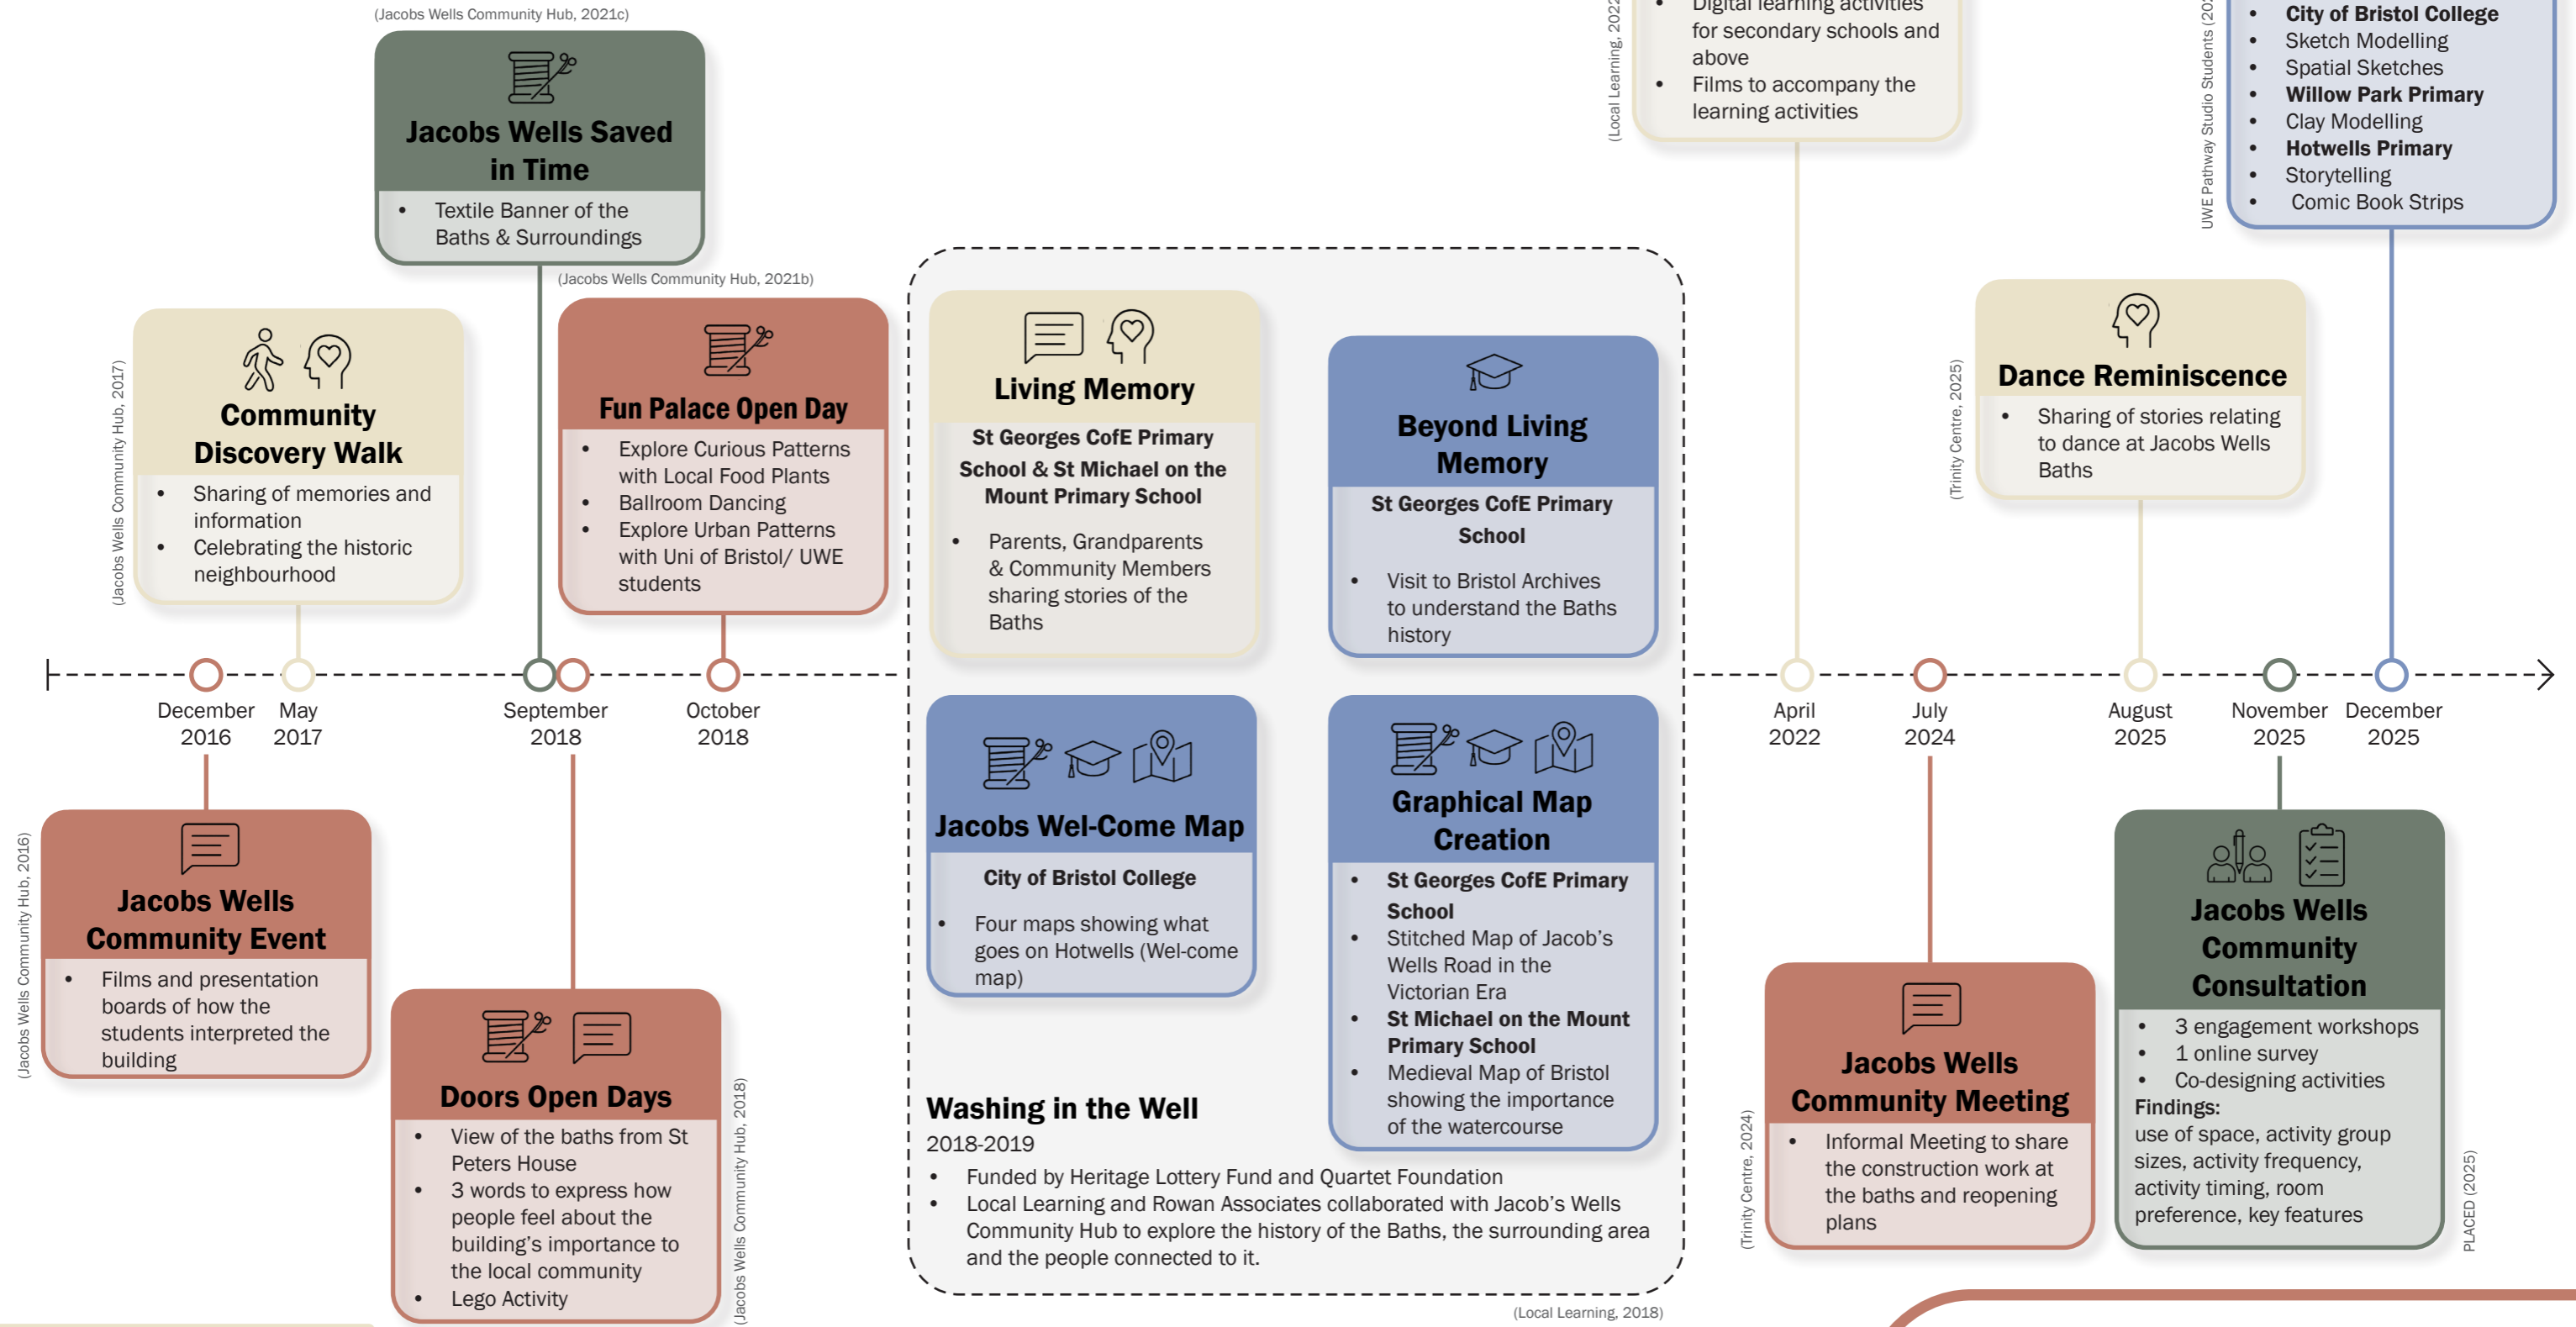 (Jacobs Wells Community Hub, 2021c)
Jacobs Wells Saved
in Time
• Textile Banner of the
Baths & Surroundings
(Jacobs Wells Community Hub, 2021b)
Fun Palace Open Day
• Explore Curious Patterns
with Local Food Plants
• Ballroom Dancing
• Explore Urban Patterns
with Uni of Bristol/ UWE
students
(Jacobs Wells Community Hub, 2017)
Community
Discovery Walk
• Sharing of memories and
information
• Celebrating the historic
neighbourhood
Living Memory
St Georges CofE Primary
School & St Michael on the
Mount Primary School
• Parents, Grandparents
& Community Members
sharing stories of the
Baths
Beyond Living
Memory
St Georges CofE Primary
School
• Visit to Bristol Archives
to understand the Baths
history
(Local Learning, 2022
• Digital learning activities
for secondary schools and
above
• Films to accompany the
learning activities
UWE Pathway Studio Students (20
• City of Bristol College
• Sketch Modelling
• Spatial Sketches
• Willow Park Primary
• Clay Modelling
• Hotwells Primary
• Storytelling
• Comic Book Strips
(Trinity Centre, 2025)
Dance Reminiscence
• Sharing of stories relating
to dance at Jacobs Wells
Baths
December
2016
May
2017
September
2018
October
2018
April
2022
July
2024
August
2025
November
2025
December
2025
(Jacobs Wells Community Hub, 2016)
Jacobs Wells
Community Event
• Films and presentation
boards of how the
students interpreted the
building
Doors Open Days
• View of the baths from St
Peters House
• 3 words to express how
people feel about the
building's importance to
the local community
• Lego Activity
(Jacobs Wells Community Hub, 2018)
Jacobs Wel-Come Map
City of Bristol College
• Four maps showing what
goes on Hotwells (Wel-come
map)
Graphical Map
Creation
• St Georges CofE Primary
School
• Stitched Map of Jacob's
Wells Road in the
Victorian Era
• St Michael on the Mount
Primary School
• Medieval Map of Bristol
showing the importance
of the watercourse
Washing in the Well
2018-2019
• Funded by Heritage Lottery Fund and Quartet Foundation
• Local Learning and Rowan Associates collaborated with Jacob's Wells
Community Hub to explore the history of the Baths, the surrounding area
and the people connected to it.
(Local Learning, 2018)
(Trinity Centre, 2024)
Jacobs Wells
Community Meeting
• Informal Meeting to share
the construction work at
the baths and reopening
plans
Jacobs Wells
Community
Consultation
• 3 engagement workshops
• 1 online survey
• Co-designing activities
Findings:
use of space, activity group
sizes, activity frequency,
activity timing, room
preference, key features
PLACED (2025)